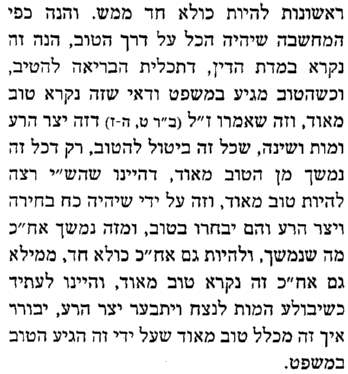 ראשונות להיות כולא חד ממש. והנה כפי
המחשבה שיהיה הכל על דרך הטוב, הנה זה
נקרא במדת הדין, דתכלית הבריאה להטיב,
וכשהטוב מגיע במשפט ודאי שזה נקרא טוב
מאוד, וזה שאמרו ז״ל (ב״ר ט, ה-ז) דזה יצר הרע
ומות ושינה, שכל זה ביטול להטוב, רק דכל זה
נמשך מן הטוב מאוד, דהיינו שהש״י רצה
להיות טוב מאוד, וזה על ידי שיהיה כח בחירה
ויצר הרע והם יבחרו בטוב, ומזה נמשך אח״כ
מה שנמשך, ולהיות גם אח״כ כולא חד, ממילא
גם אח״כ זה נקרא טוב מאוד, והיינו לעתיד
כשיבולע המות לנצח ויתבער יצר הרע, יבורר
איך זה מכלל טוב מאוד שעל ידי זה הגיע הטוב
במשפט.